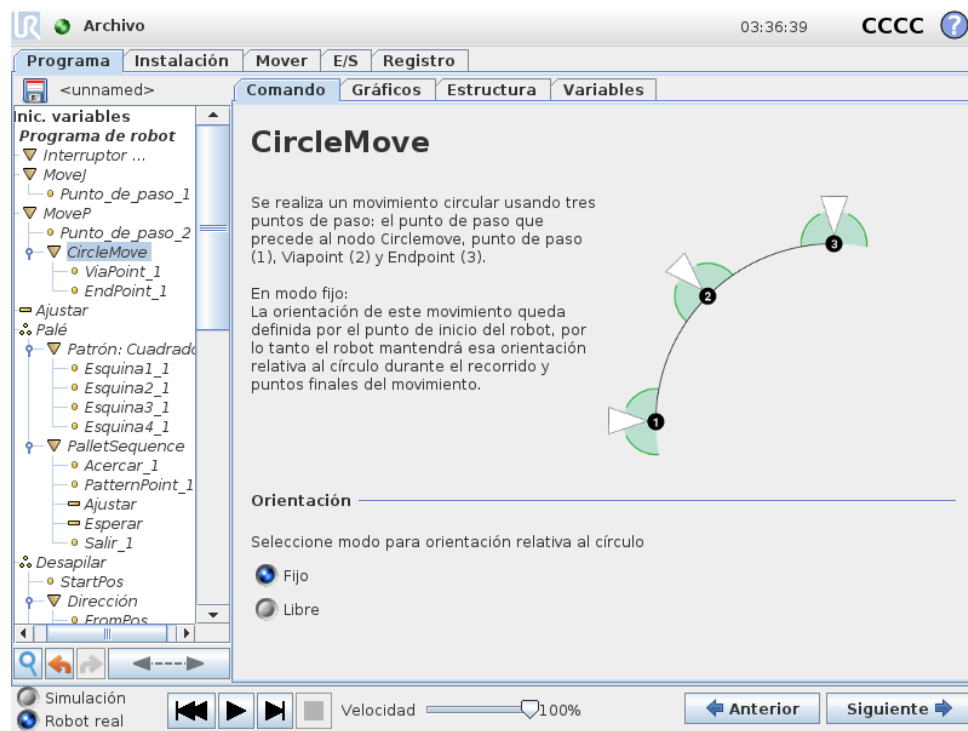 UR Archivo 03:36:39 CCCC ?
Programa Instalación Mover E/S Registro
<unnamed> Comando Gráficos Estructura Variables
Inic. variables
Programa de robot
Interruptor ...
MoveJ
Punto_de_paso_1
MoveP
Punto_de_paso_2
CircleMove
ViaPoint_1
EndPoint_1
Ajustar
Palé
Patrón: Cuadrado
Esquina1_1
Esquina2_1
Esquina3_1
Esquina4_1
PalletSequence
Acercar_1
PatternPoint_1
Ajustar
Esperar
Salir_1
Desapilar
StartPos
Dirección
FromPos
CircleMove
Se realiza un movimiento circular usando tres
puntos de paso: el punto de paso que
precede al nodo Circlemove, punto de paso
(1), Viapoint (2) y Endpoint (3).
En modo fijo:
La orientación de este movimiento queda
definida por el punto de inicio del robot, por
lo tanto el robot mantendrá esa orientación
relativa al círculo durante el recorrido y
puntos finales del movimiento.
3
2
1
Orientación
Seleccione modo para orientación relativa al círculo
Fijo
Libre
Simulación
Robot real
Velocidad 100%
Anterior Siguiente